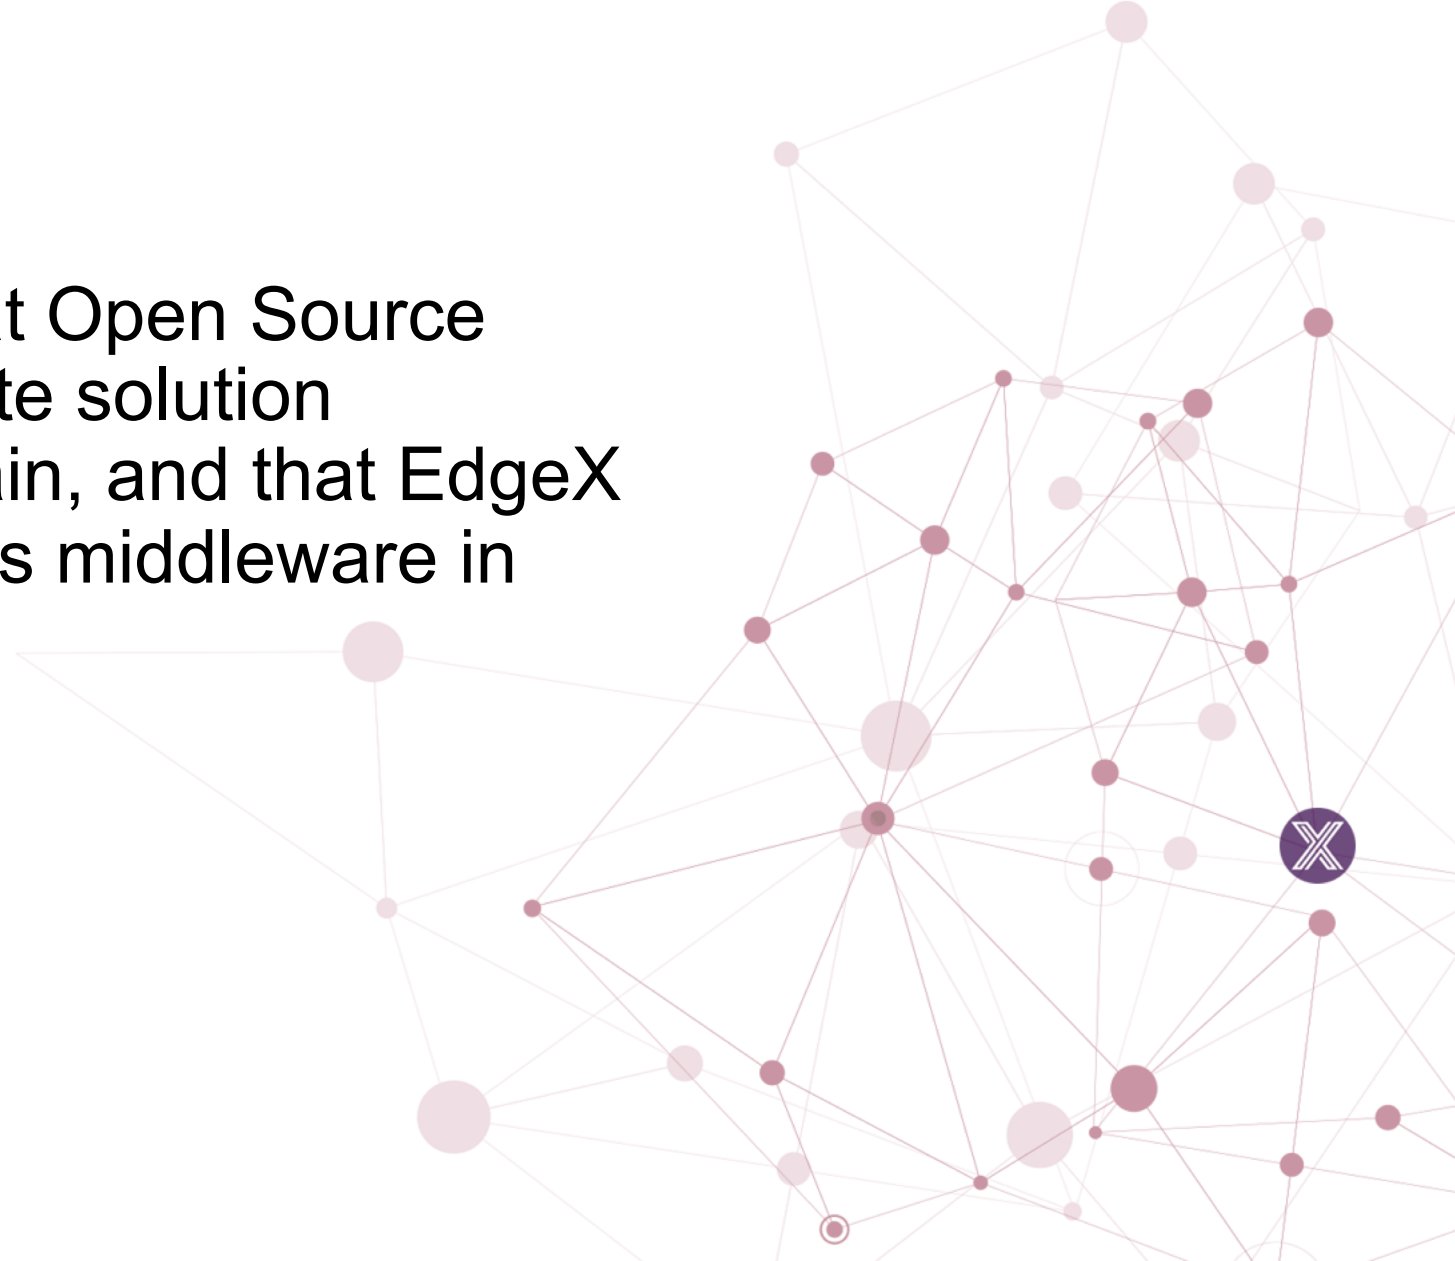 t Open Source
te solution
in, and that EdgeX
s middleware in